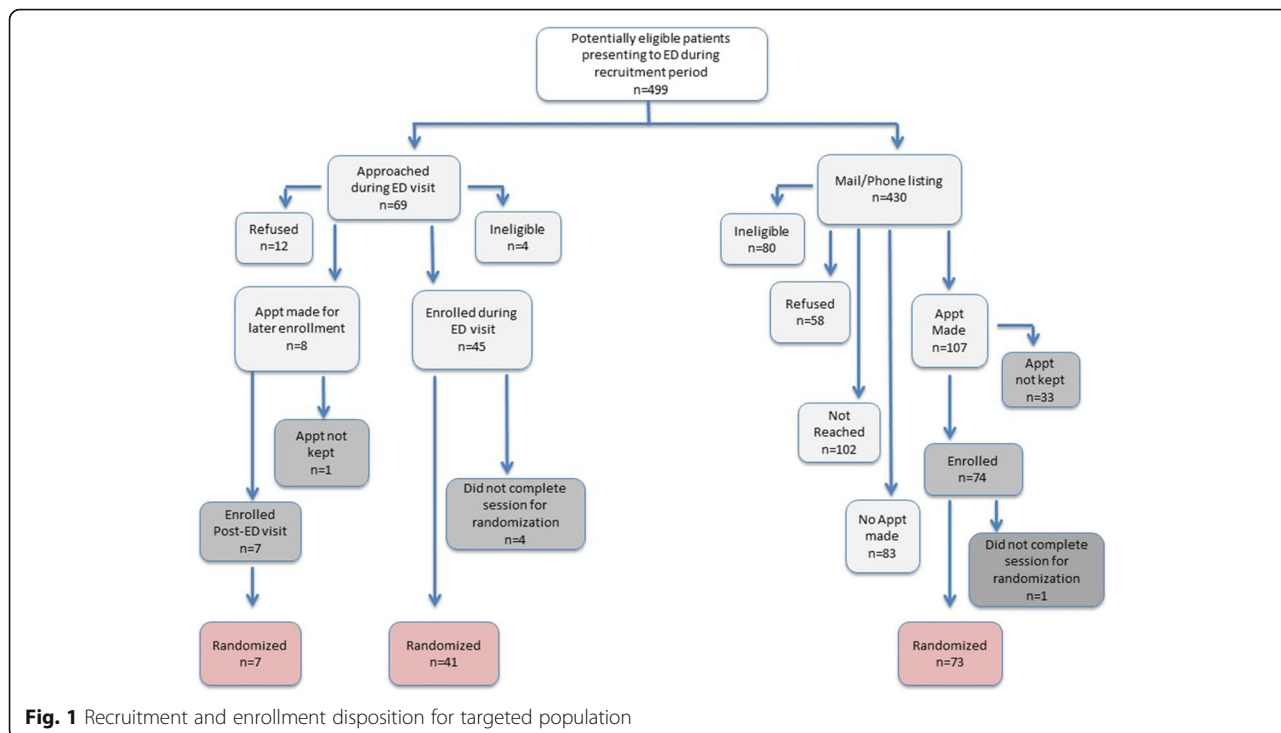 Potentially eligible patients
presenting to ED during
recruitment period
n=499
Approached
during ED visit
n=69
Refused
n=12
Ineligible
n=4
Appt made for
later enrollment
n=8
Enrolled during
ED visit
n=45
Appt not
kept
n=1
Did not complete
session for
randomization
n=4
Enrolled
Post-ED visit
n=7
Randomized
n=7
Randomized
n=41
Mail/Phone listing
n=430
Ineligible
n=80
Refused
n=58
Not
Reached
n=102
No Appt
made
n=83
Appt
Made
n=107
Appt
not kept
n=33
Enrolled
n=74
Did not complete
session for
randomization
n=1
Randomized
n=73
Fig. 1 Recruitment and enrollment disposition for targeted population